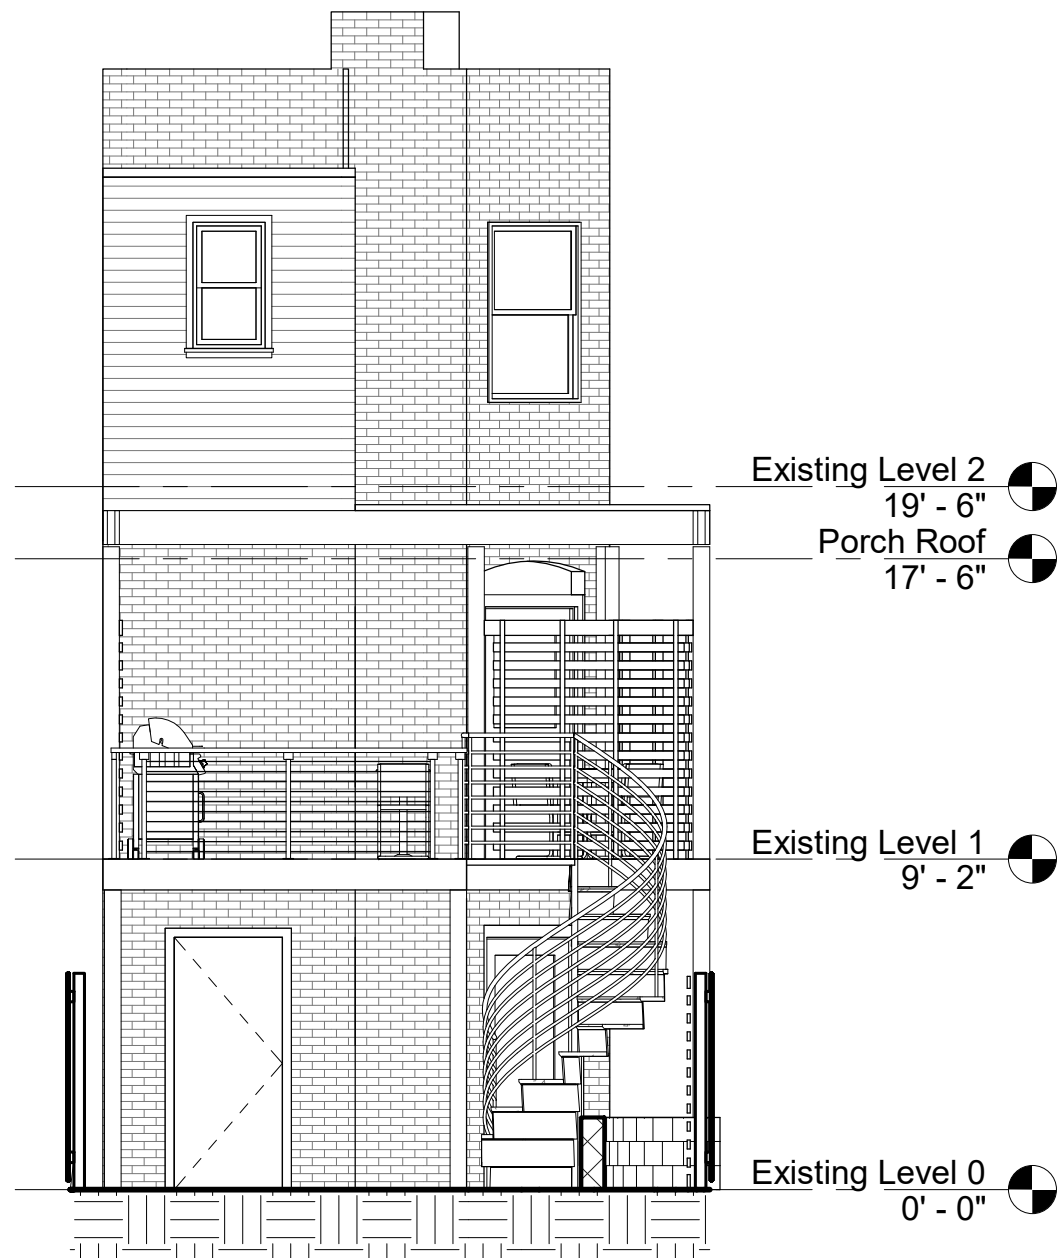 Existing Level 2
19' - 6"
Porch Roof
17' - 6"
Existing Level 1
9' - 2"
Existing Level 0
0' - 0"